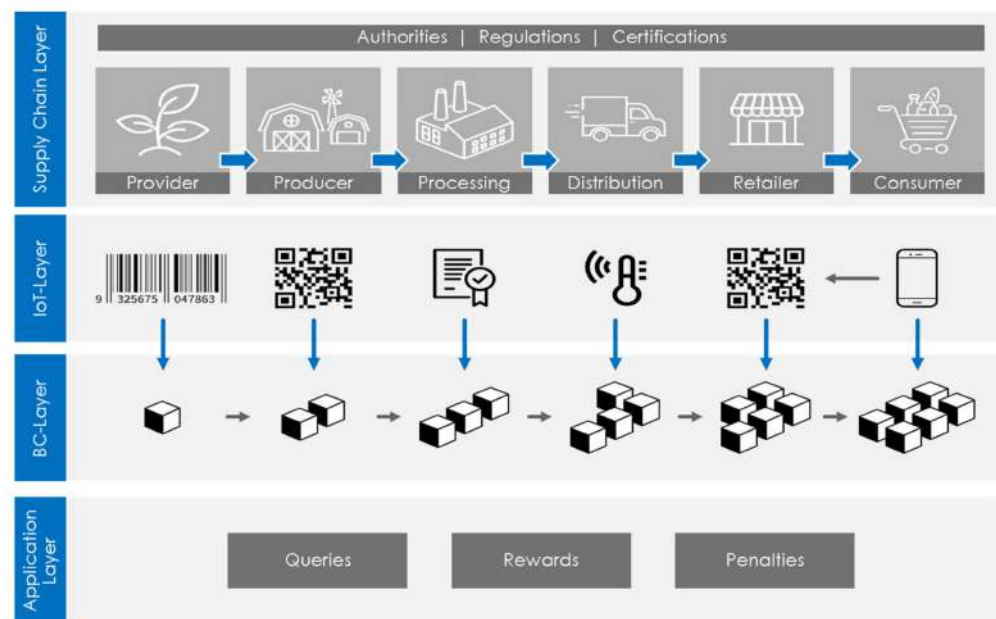 Supply Chain Layer
Authorities | Regulations | Certifications
Provider
Producer
Processing
Distribution
Retailer
Consumer
IoT-Layer
9 325675 047863
BC-Layer
Application
Layer
Queries
Rewards
Penalties